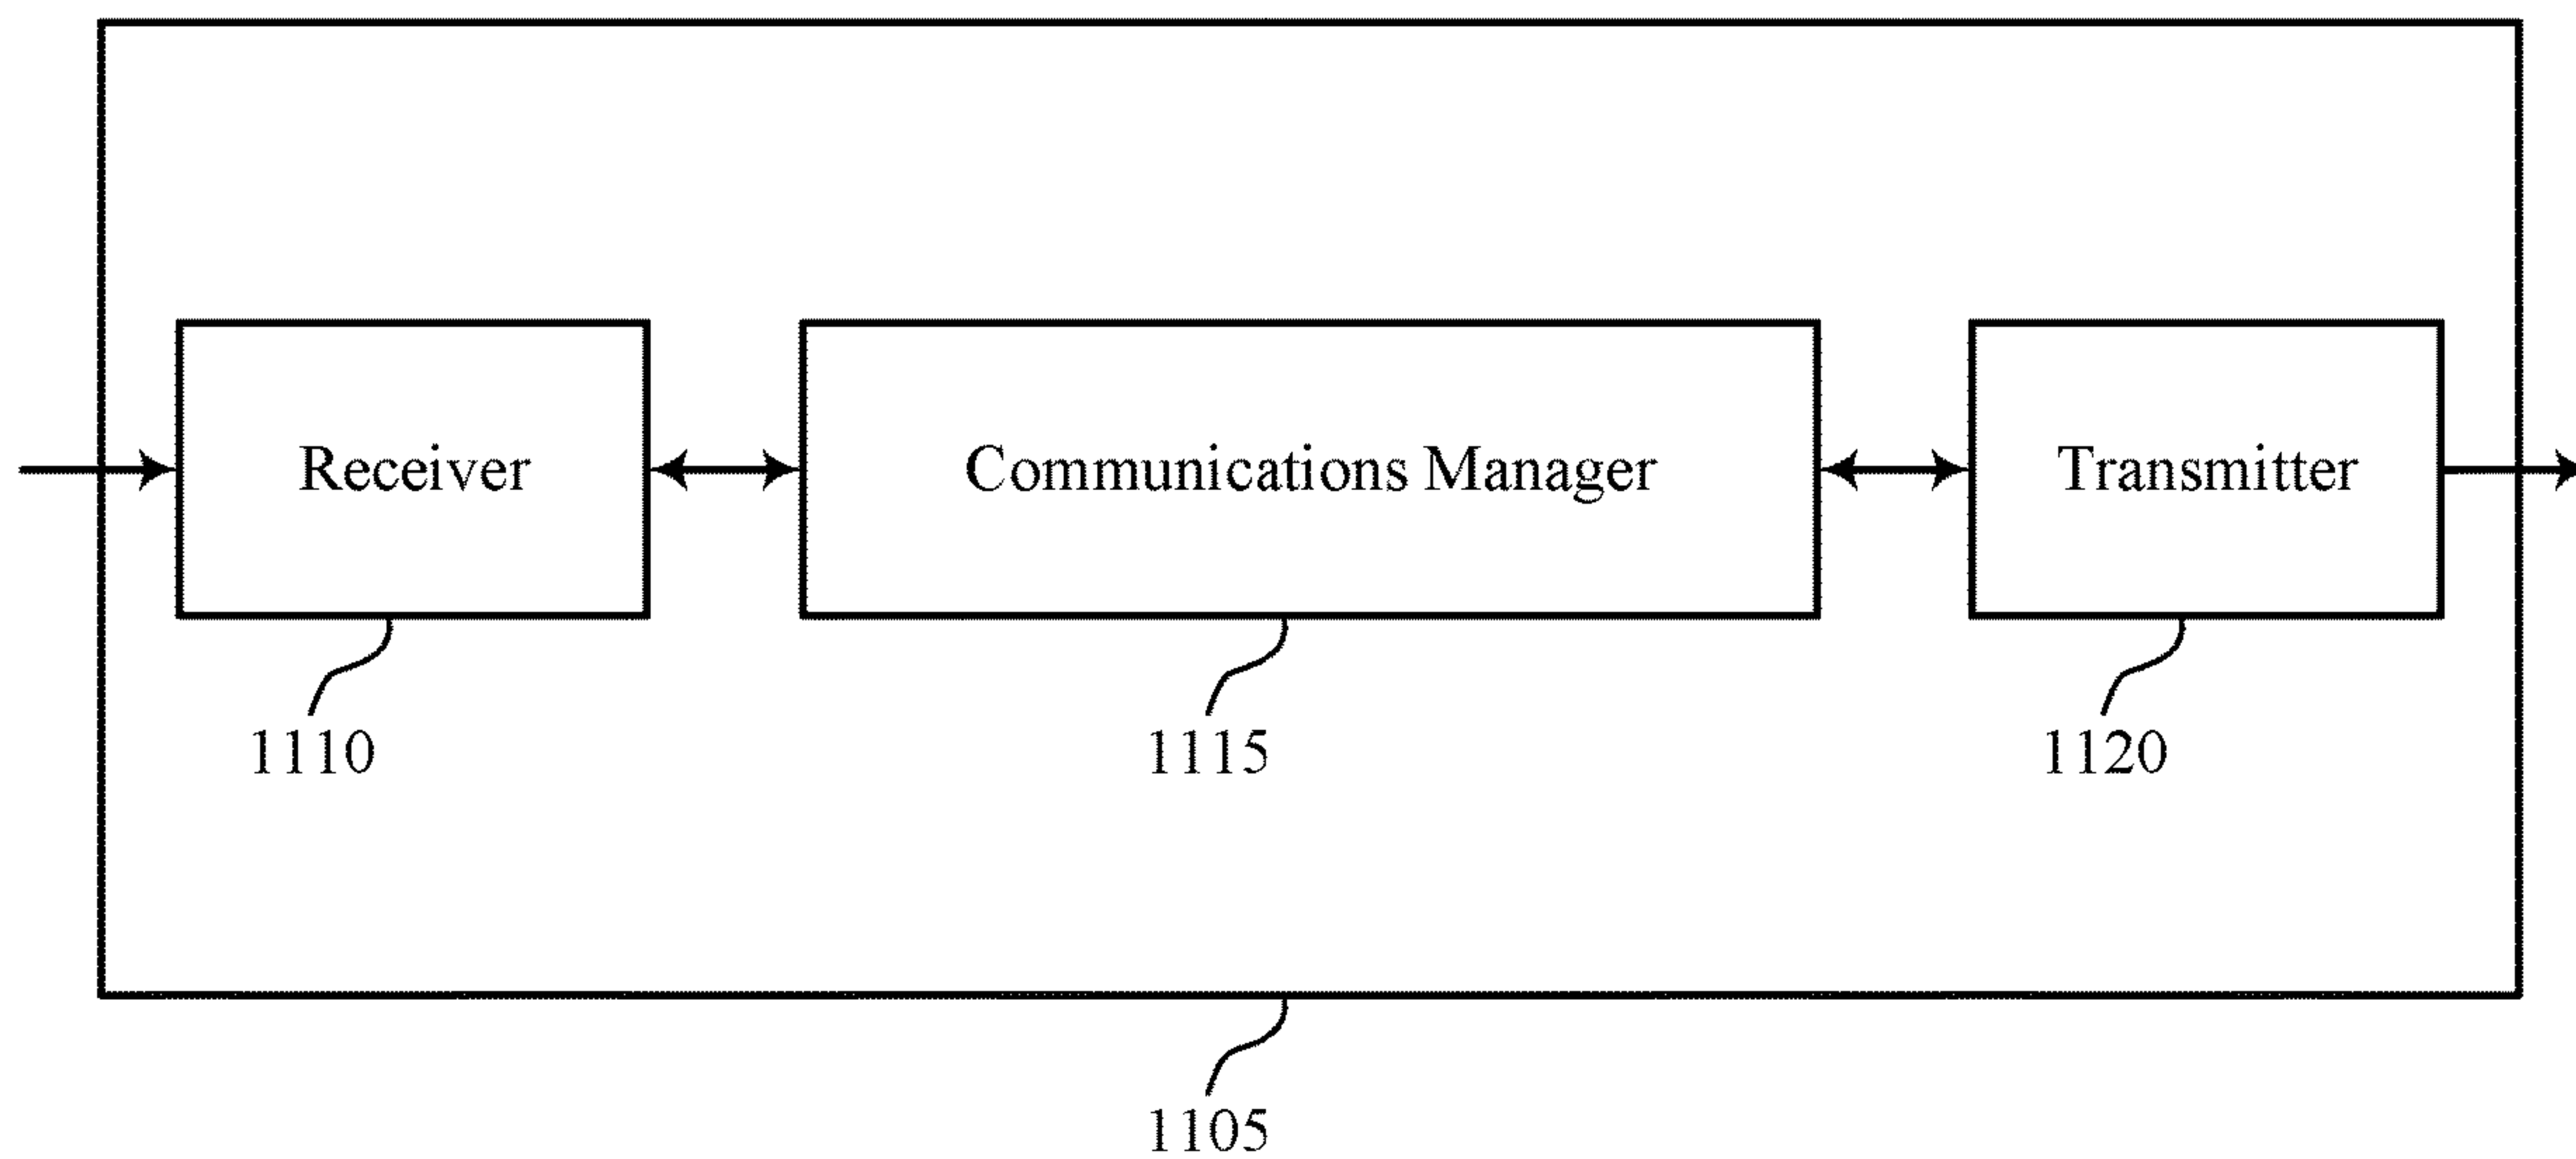 Receiver
Communications Manager
Transmitter
1110
1115
1120
1105